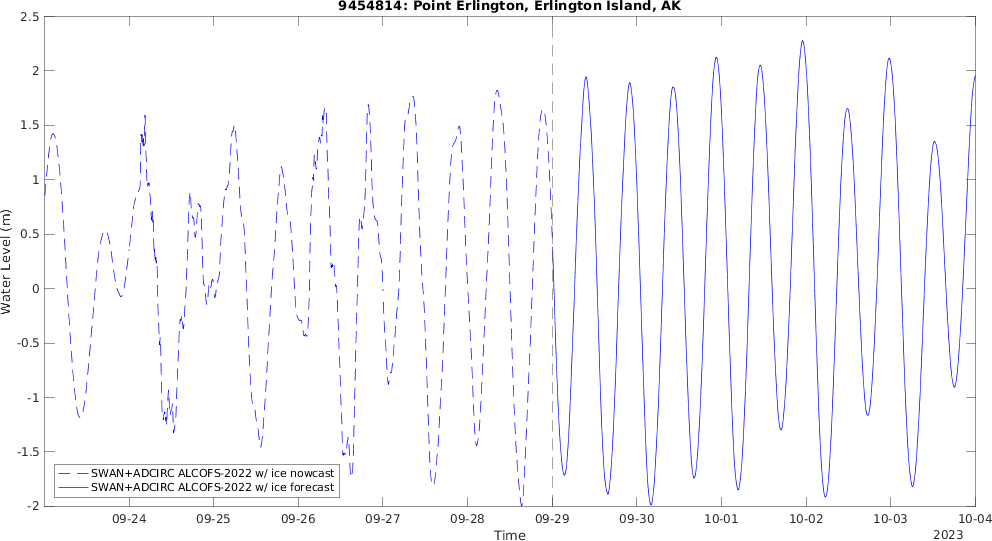 9454814: Point Erlington, Erlington Island, AK
2.5
2
1.5
1
0.5
0
-0.5
-1
-1.5
-2
Water Level (m)
SWAN+ADCIRC ALCOFS-2022 w/ ice nowcast
SWAN+ADCIRC ALCOFS-2022 w/ ice forecast
09-24 09-25 09-26 09-27 09-28 09-29 09-30 10-01 10-02 10-03 10-04
Time
2023